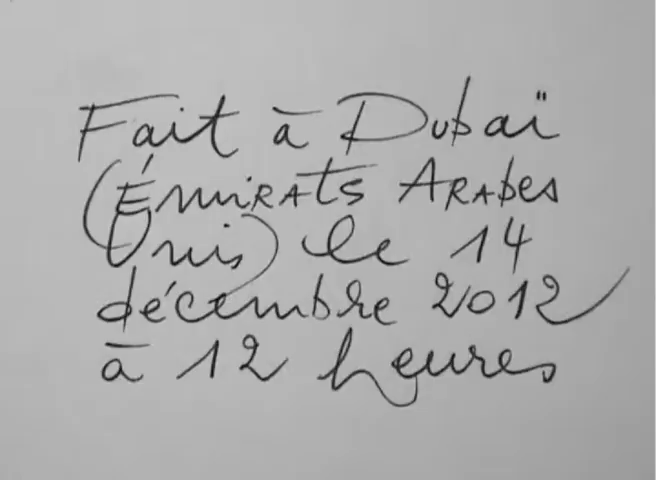 Fait à Dubaï
(Émirats Arabes
Unis) le 14
décembre 2012
à 12 heures